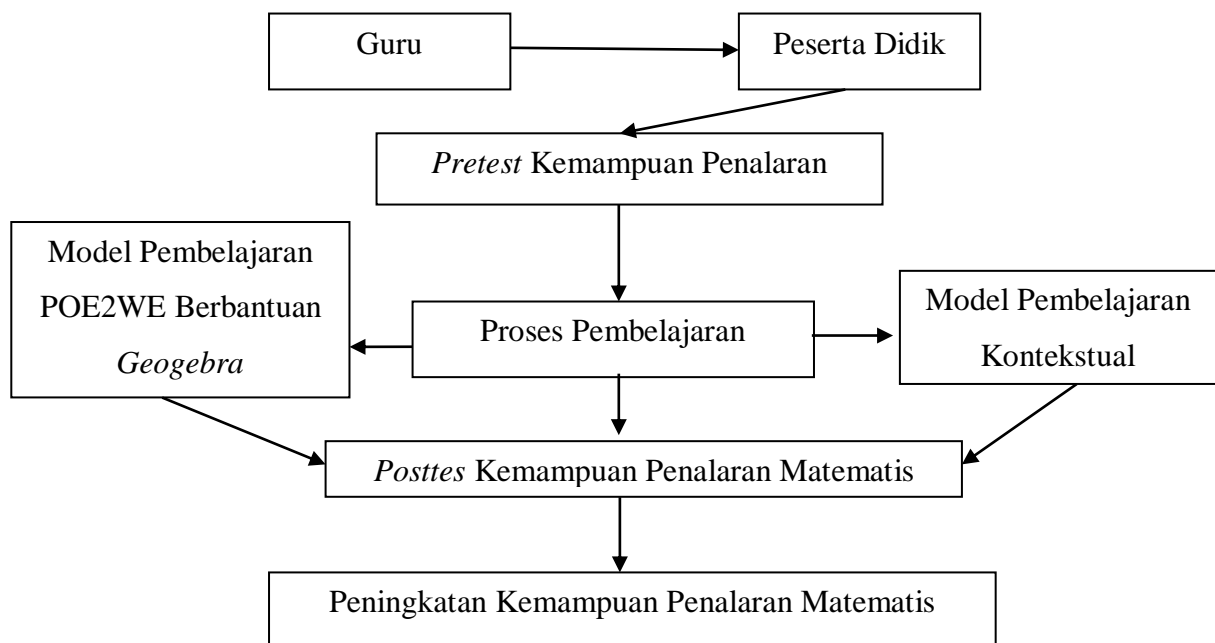 Guru
Peserta Didik
Pretest Kemampuan Penalaran
Model Pembelajaran
POE2WE Berbantuan
Geogebra
Proses Pembelajaran
Model Pembelajaran
Kontekstual
Posttes Kemampuan Penalaran Matematis
Peningkatan Kemampuan Penalaran Matematis